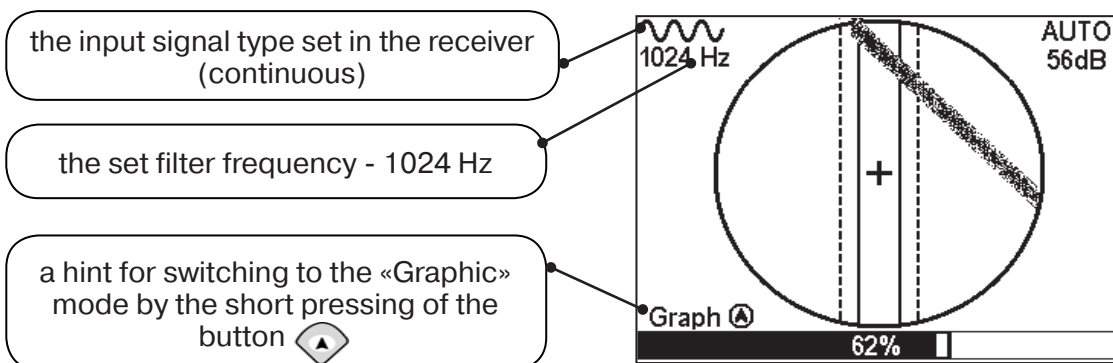 the input signal type set in the receiver
(continuous)
the set filter frequency - 1024 Hz
a hint for switching to the «Graphic»
mode by the short pressing of the
button
1024 Hz
AUTO
56dB
Graph
62%